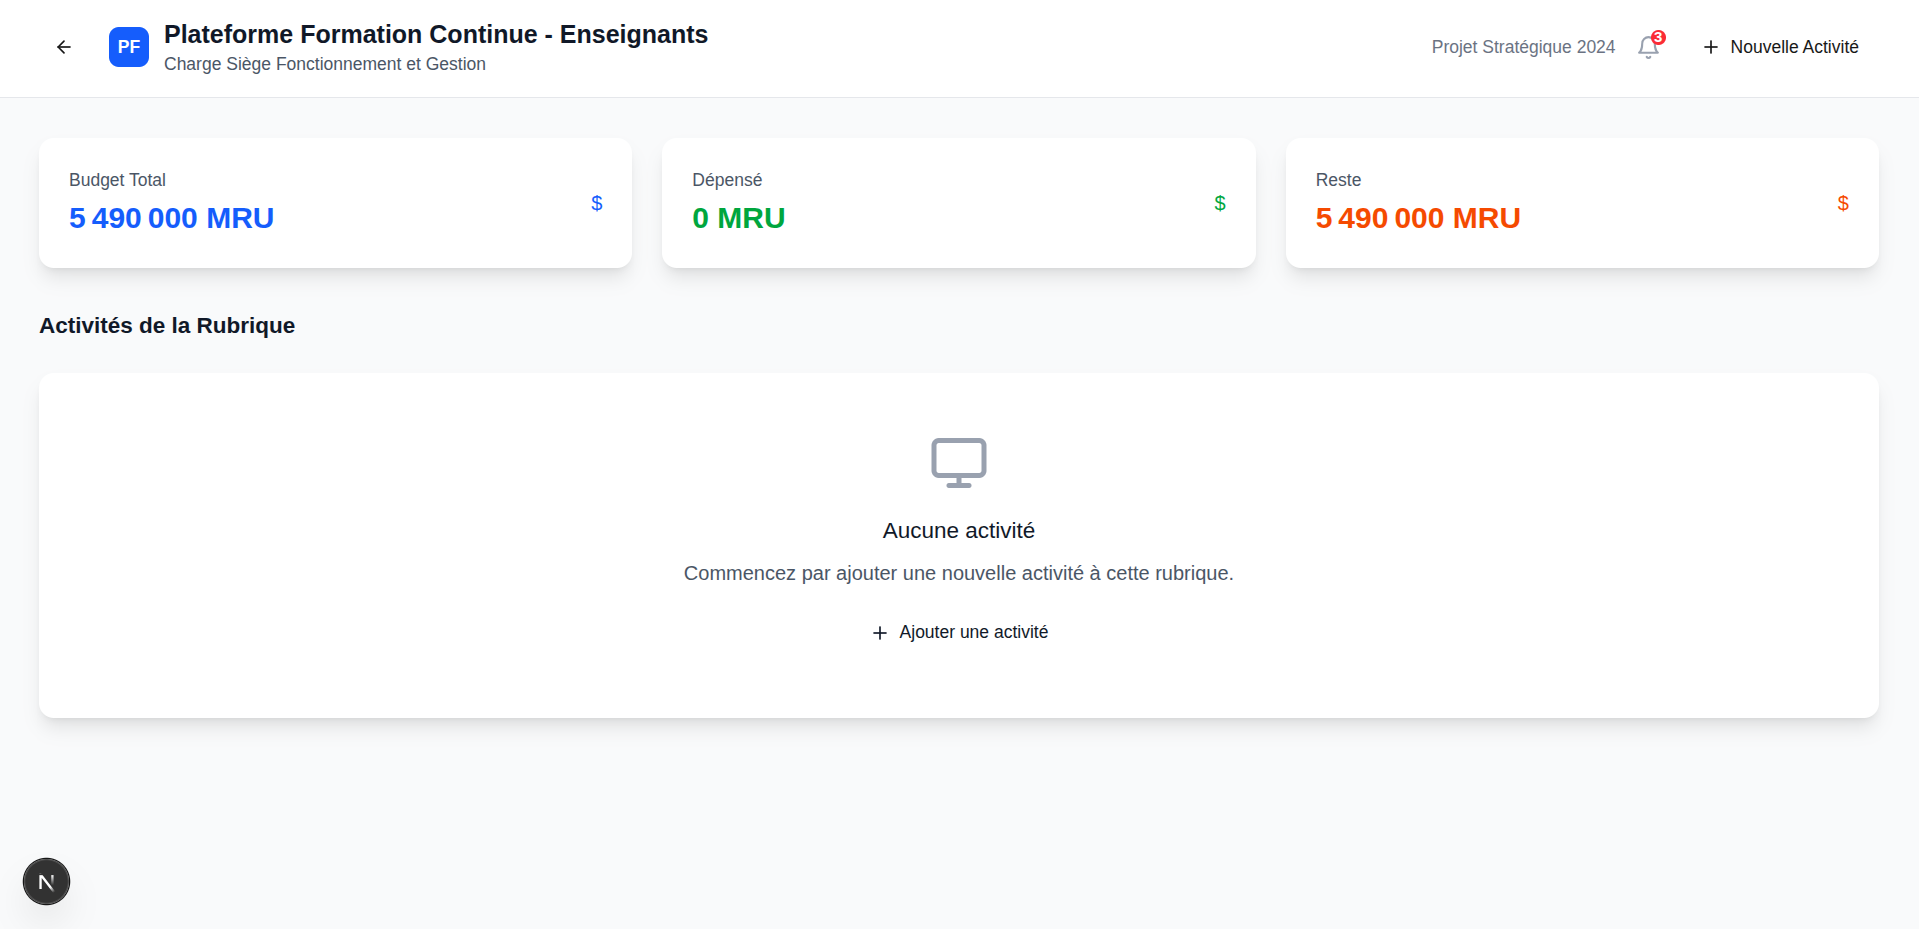 PF
Plateforme Formation Continue - Enseignants
Charge Siège Fonctionnement et Gestion
Projet Stratégique 2024
3
Nouvelle Activité
Budget Total
5 490 000 MRU
$
Dépensé
0 MRU
$
Reste
5 490 000 MRU
$
Activités de la Rubrique
Aucune activité
Commencez par ajouter une nouvelle activité à cette rubrique.
Ajouter une activité
N